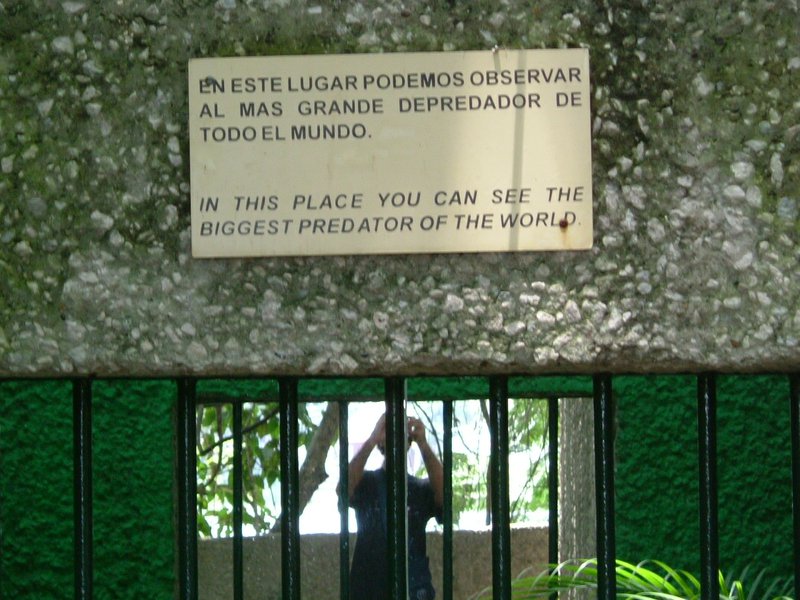 EN ESTE LUGAR PODEMOS OBSERVAR
AL MAS GRANDE DEPREDADOR DE
TODO EL MUNDO.
IN THIS PLACE YOU CAN SEE THE
BIGGEST PREDATOR OF THE WORLD.